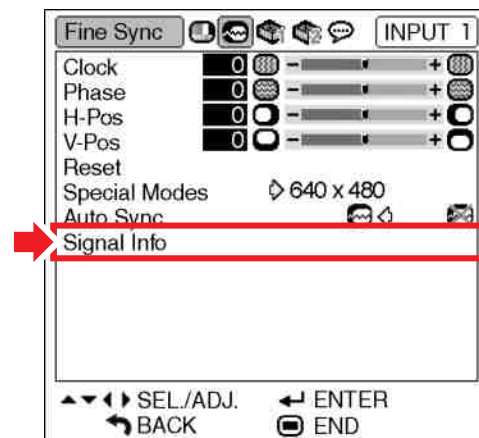 Fine Sync INPUT 1
Clock 0 - +
Phase 0 - +
H-Pos 0 - +
V-Pos 0 - +
Reset
Special Modes 640 x 480
Auto Sync
Signal Info
SEL./ADJ. ENTER
BACK END